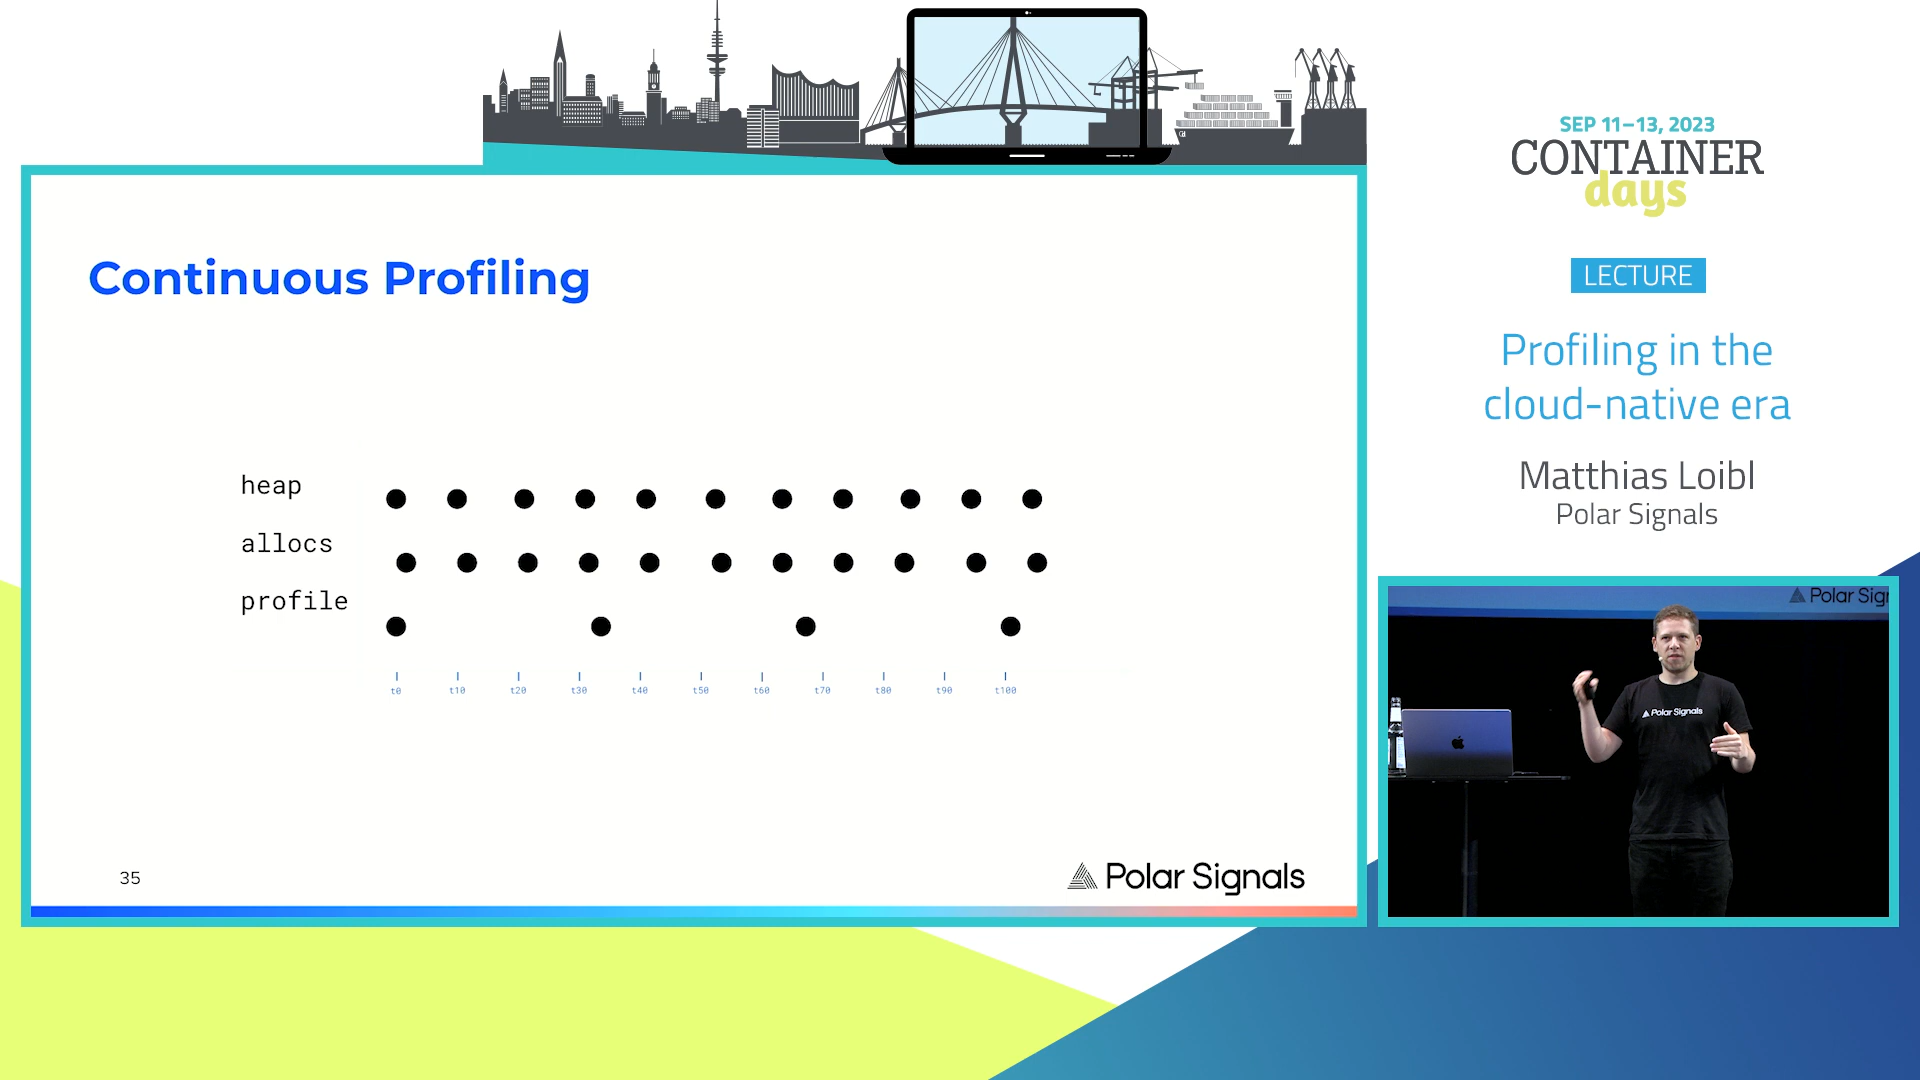 SEP 11–13, 2023
CONTAINER
days
LECTURE
Profiling in the
cloud-native era
Matthias Loibl
Polar Signals
Continuous Profiling
heap
allocs
profile
t0 t10 t20 t30 t40 t50 t60 t70 t80 t90 t100
35
Polar Signals
Polar Sigr
Polar Signals